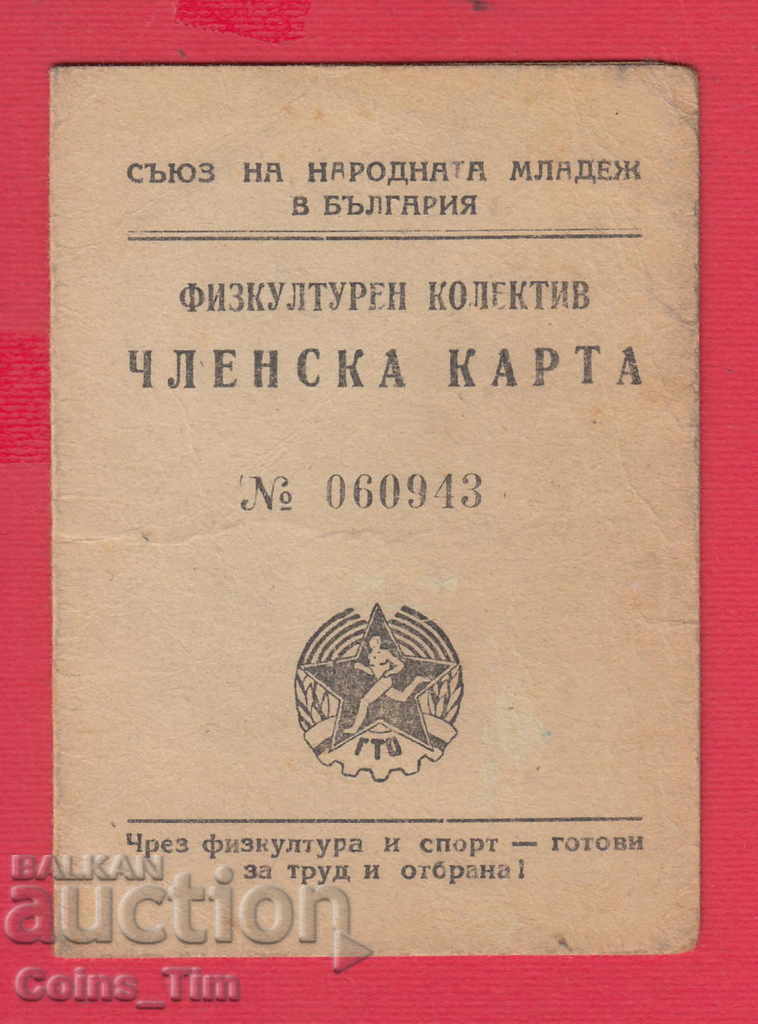 СЪЮЗ НА НАРОДНАТА МЛАДЕЖ
В БЪЛГАРИЯ
ФИЗКУЛТУРЕН КОЛЕКТИВ
ЧЛЕНСКА КАРТА
№ 060943
ГТО
Чрез физкултура и спорт — готови
за труд и отбрана!
BALKAN
auction
Coins_Tim